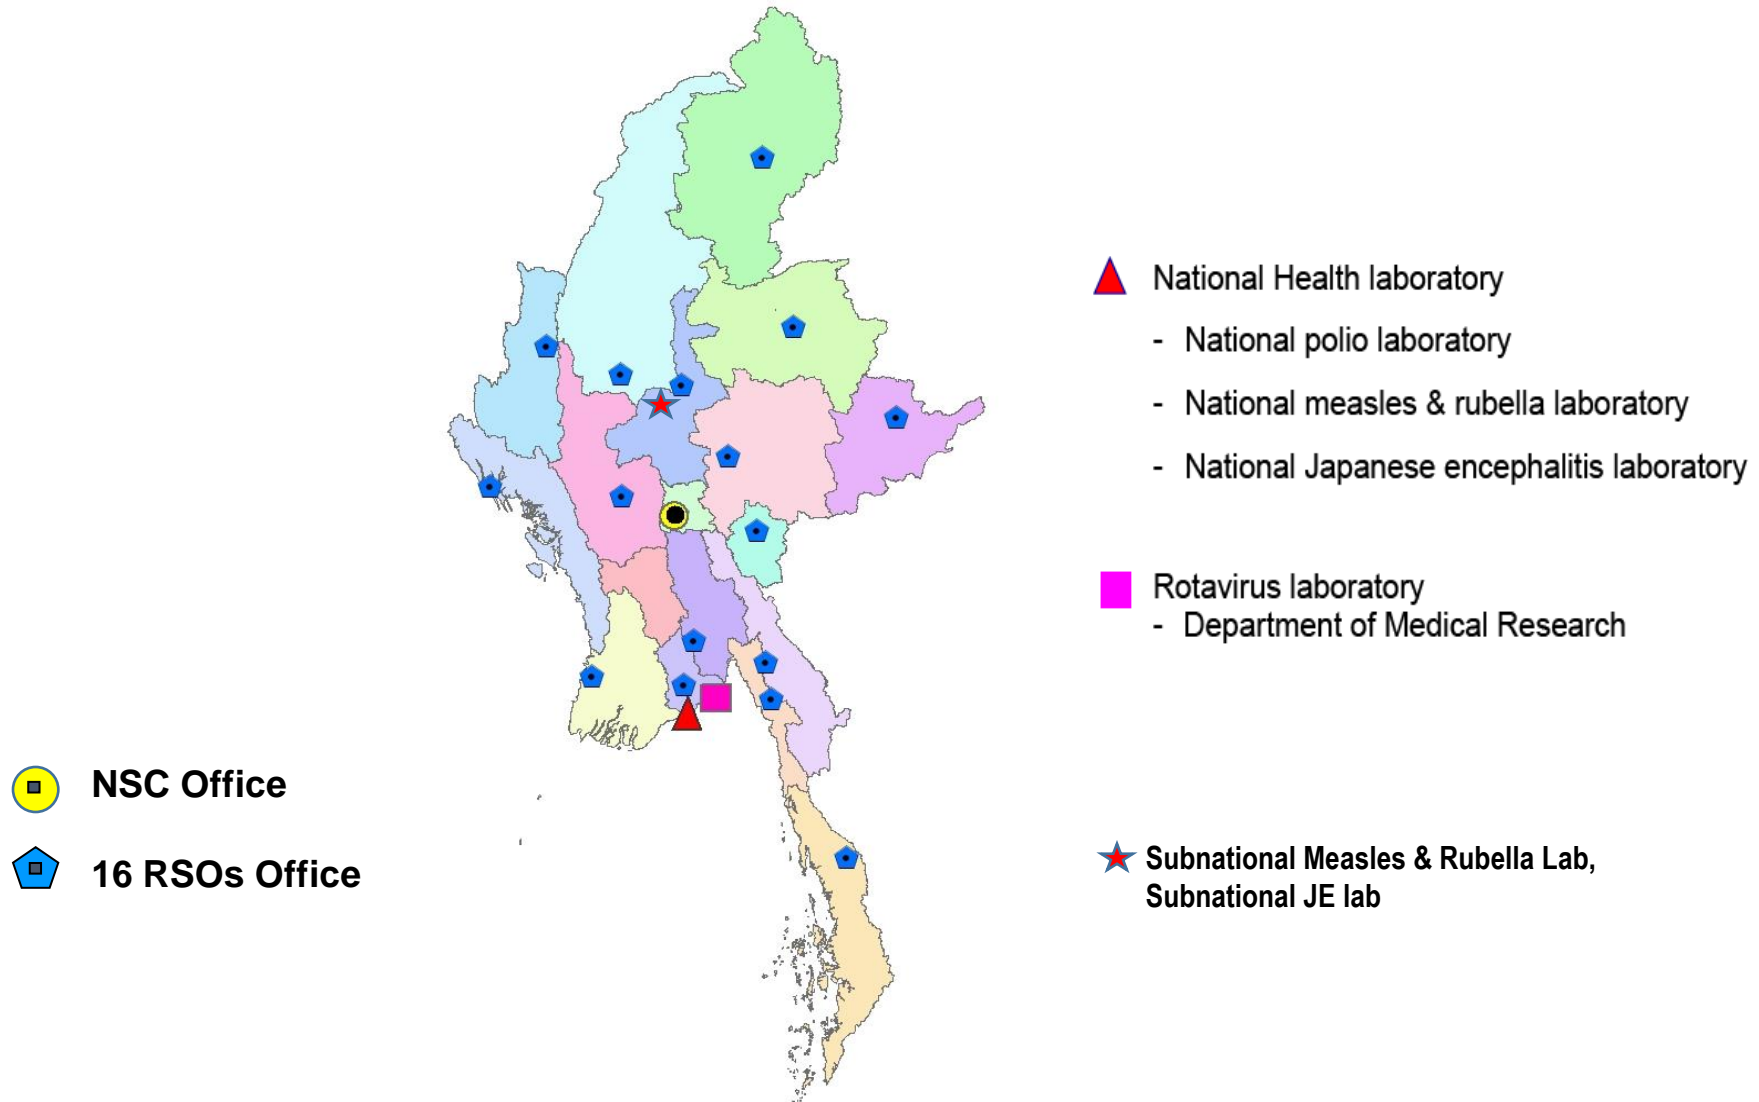 National Health laboratory
- National polio laboratory
- National measles & rubella laboratory
- National Japanese encephalitis laboratory
Rotavirus laboratory
- Department of Medical Research
NSC Office
16 RSOs Office
Subnational Measles & Rubella Lab,
Subnational JE lab